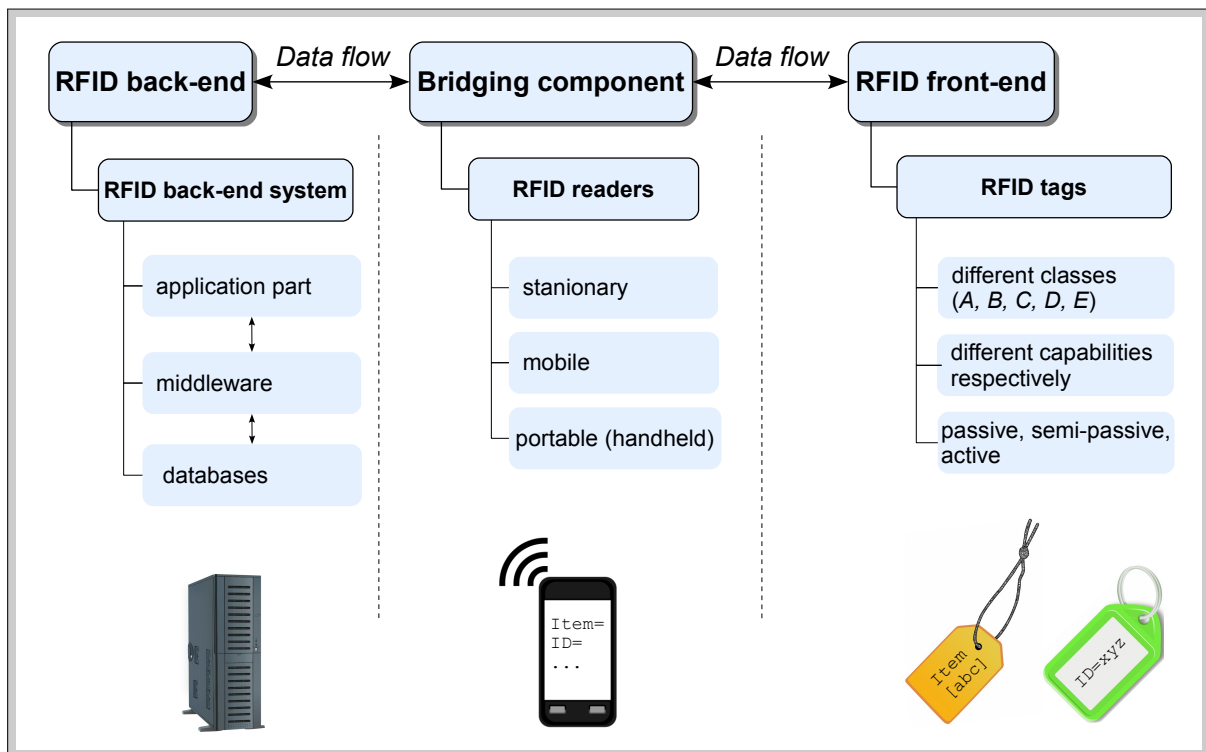 Data flow
Data flow
RFID back-end
Bridging component
RFID front-end
RFID back-end system
application part
middleware
databases
RFID readers
stanionary
mobile
portable (handheld)
RFID tags
different classes
(A, B, C, D, E)
different capabilities
respectively
passive, semi-passive,
active
Item=
ID=
...
Item
[abc]
ID=xyz